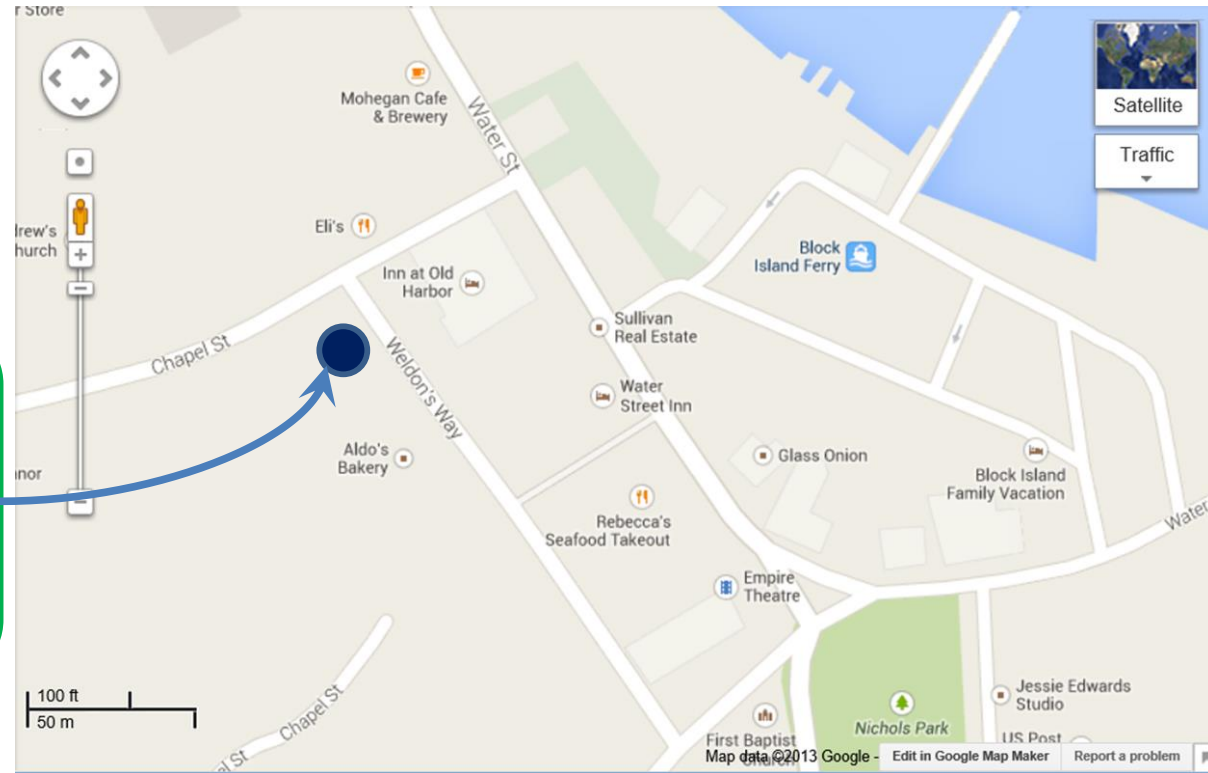 r Store
Mohegan Cafe
& Brewery
Water St
Satellite
Traffic
Eli's
drew's
hurch
Inn at Old
Harbor
Block
Island Ferry
Sullivan
Real Estate
Chapel St
Weldon's Way
Water
Street Inn
Aldo's
Bakery
Glass Onion
nor
Block Island
Family Vacation
Rebecca's
Seafood Takeout
Water
Empire
Theatre
100 ft
50 m
Chapel St
St
Jessie Edwards
Studio
Nichols Park
First Baptist
Church
US Post
Map data ©2013 Google -
Edit in Google Map Maker
Report a problem